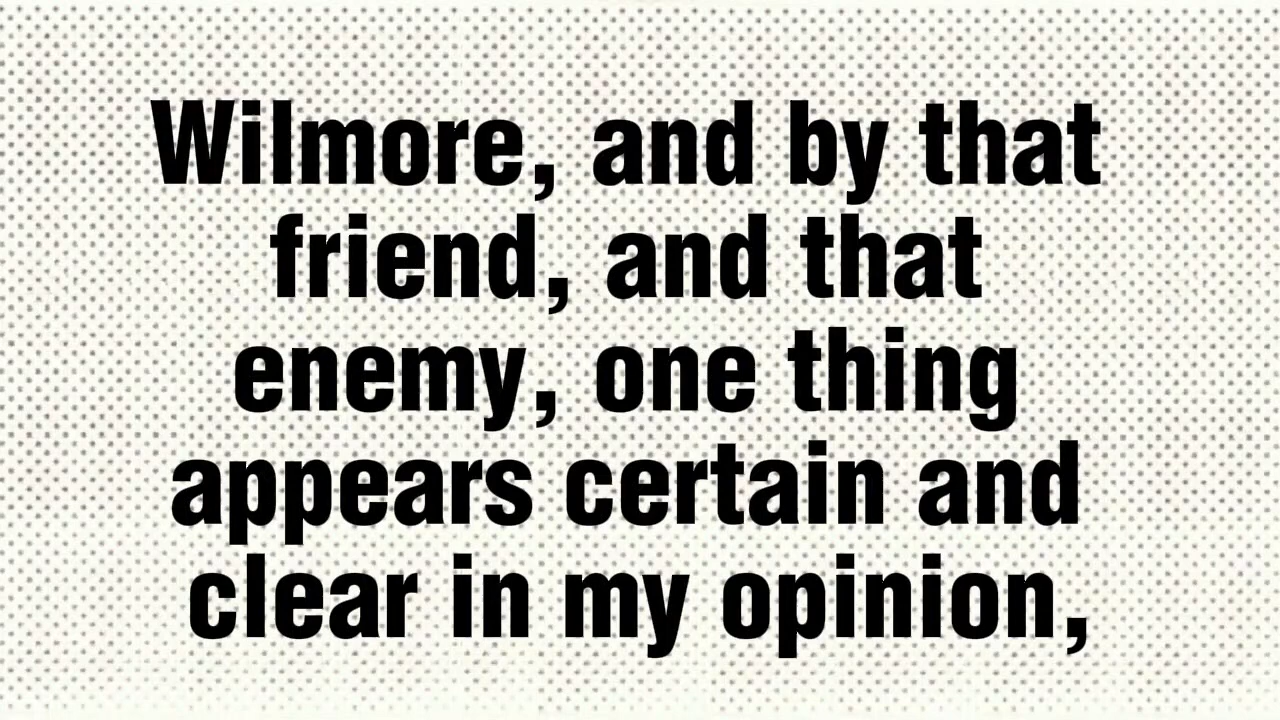 Wilmore, and by that
friend, and that
enemy, one thing
appears certain and
clear in my opinion,